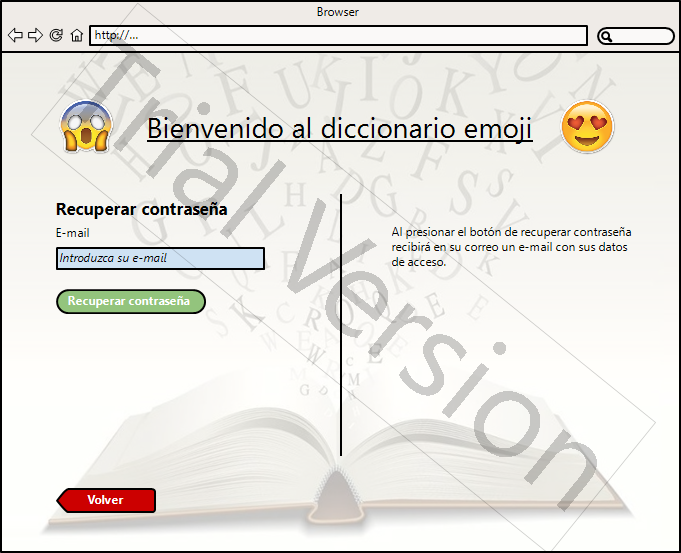 Browser
http://...
Bienvenido al diccionario emoji
Recuperar contraseña
E-mail
Introduzca su e-mail
Recuperar contraseña
Al presionar el botón de recuperar contraseña
recibirá en su correo un e-mail con sus datos
de acceso.
Volver
Trial Version